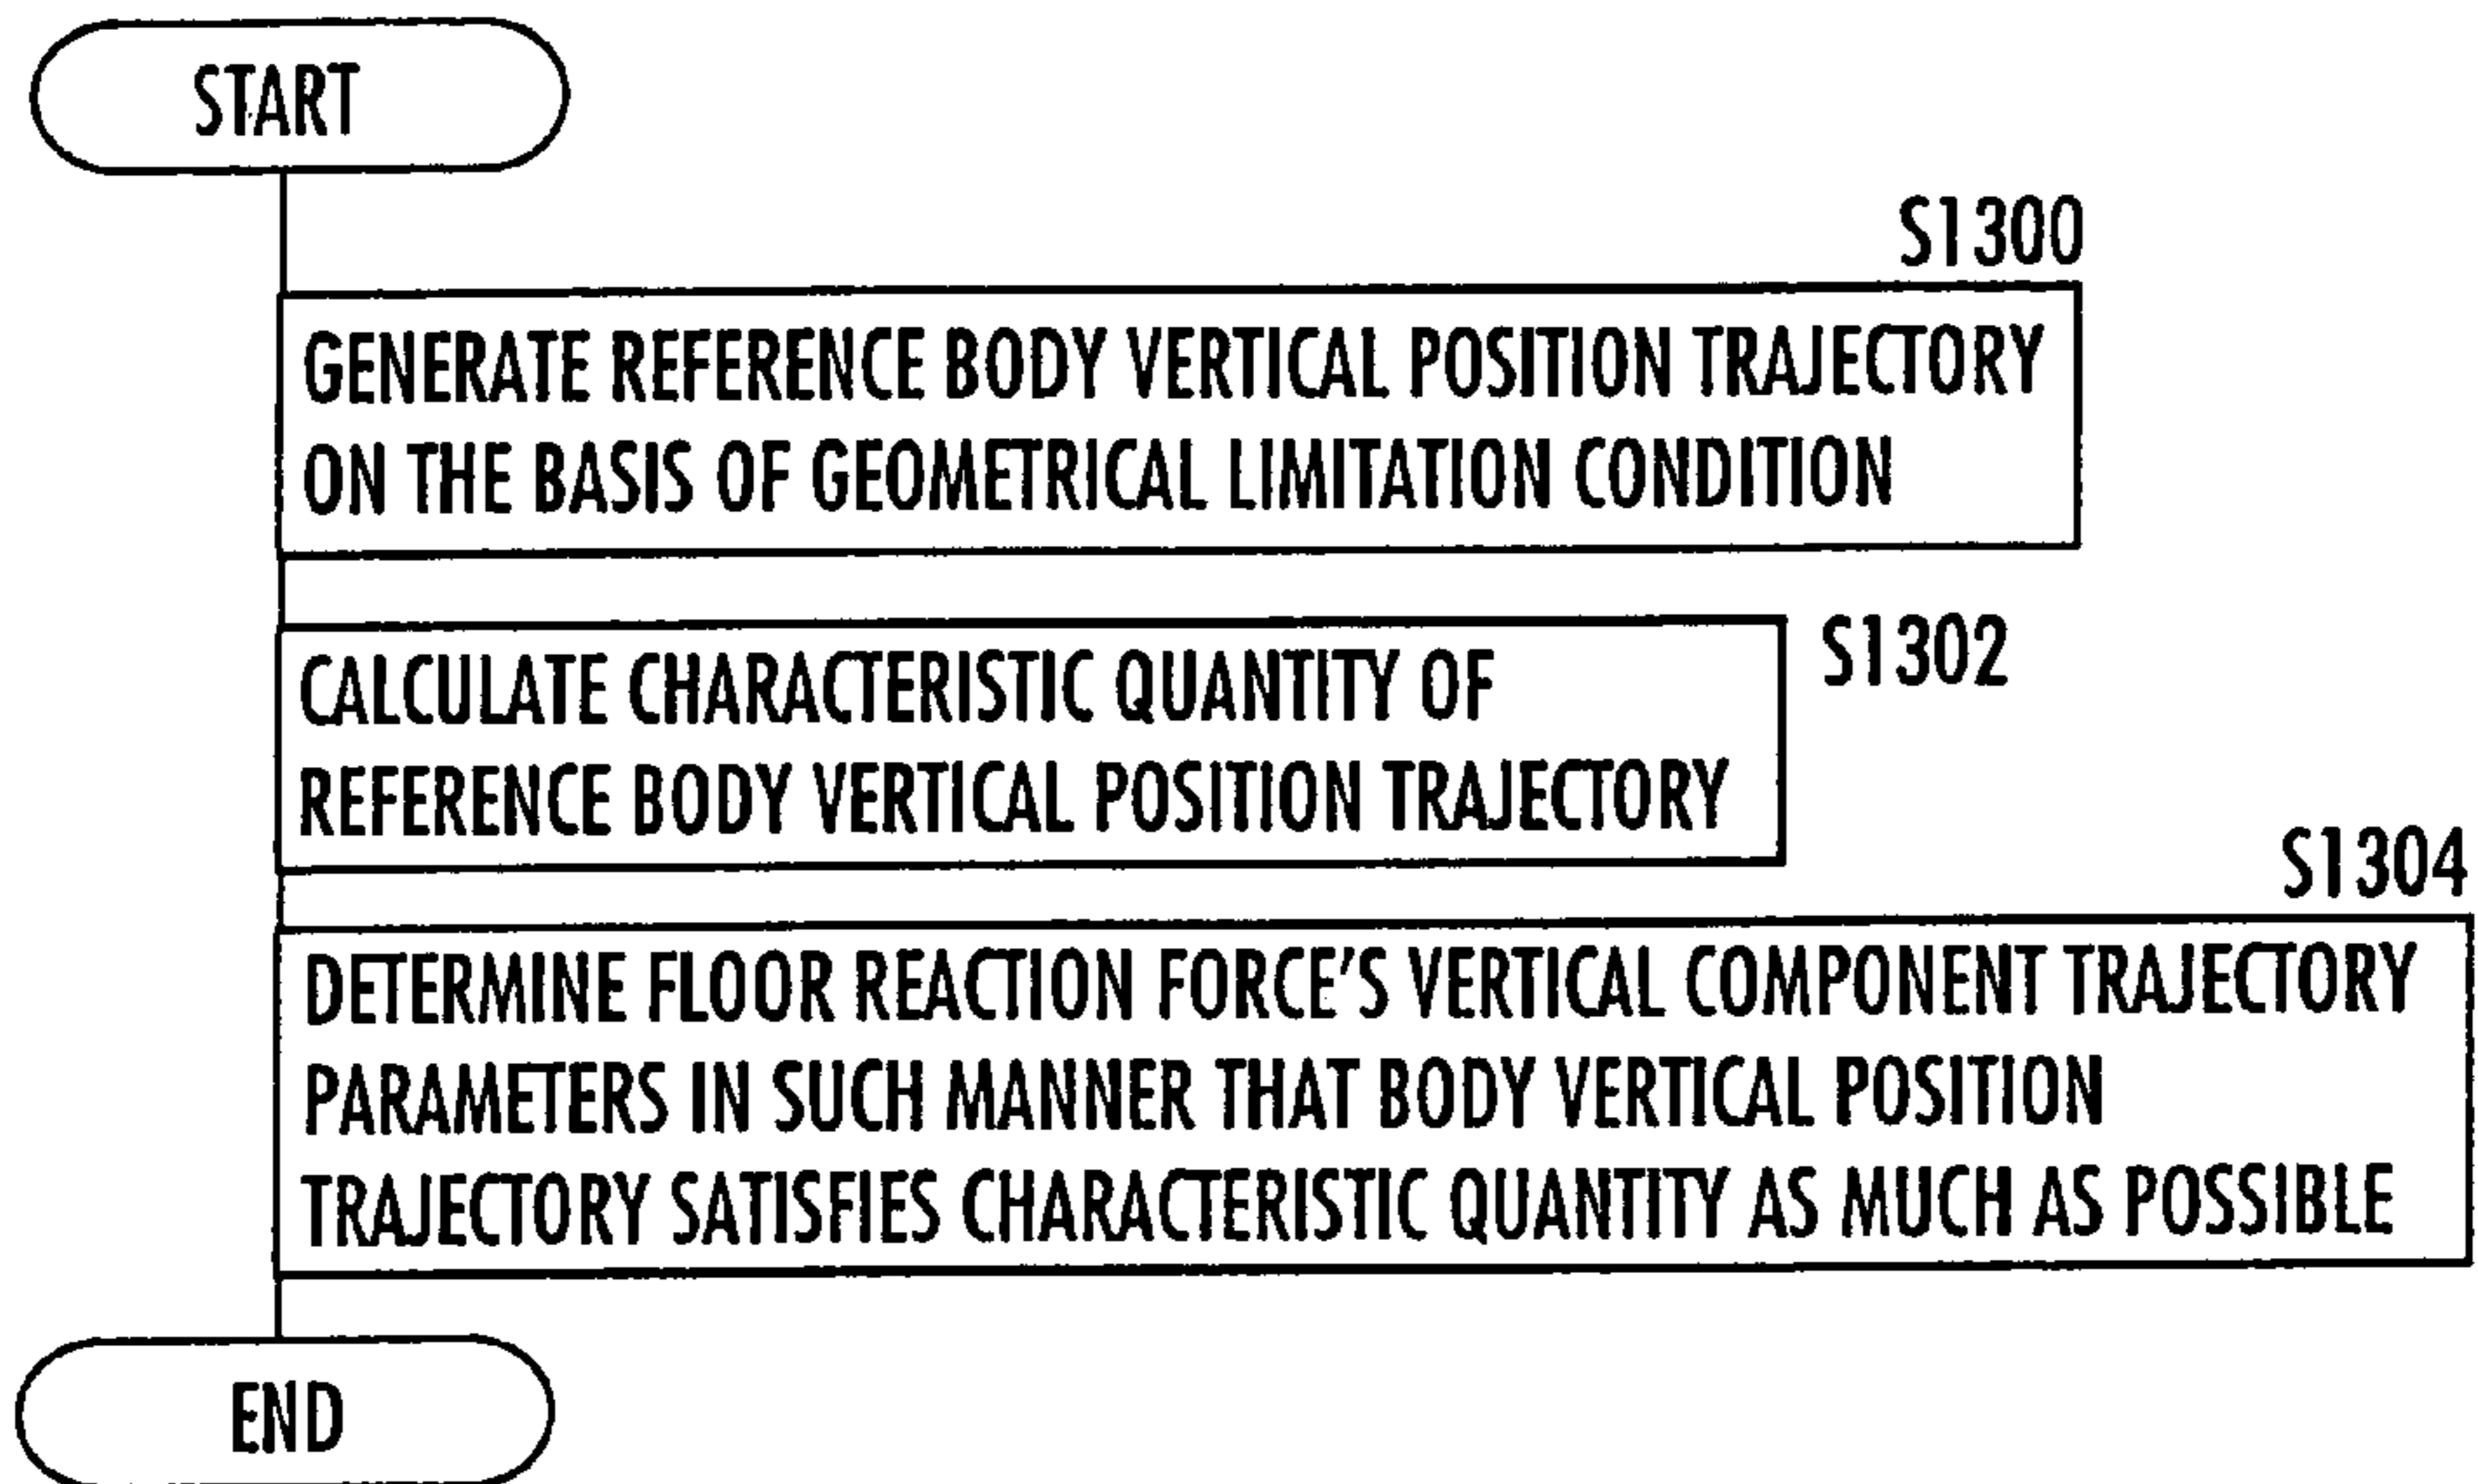 START
S1300
GENERATE REFERENCE BODY VERTICAL POSITION TRAJECTORY
ON THE BASIS OF GEOMETRICAL LIMITATION CONDITION
S1302
CALCULATE CHARACTERISTIC QUANTITY OF
REFERENCE BODY VERTICAL POSITION TRAJECTORY
S1304
DETERMINE FLOOR REACTION FORCE'S VERTICAL COMPONENT TRAJECTORY
PARAMETERS IN SUCH MANNER THAT BODY VERTICAL POSITION
TRAJECTORY SATISFIES CHARACTERISTIC QUANTITY AS MUCH AS POSSIBLE
END